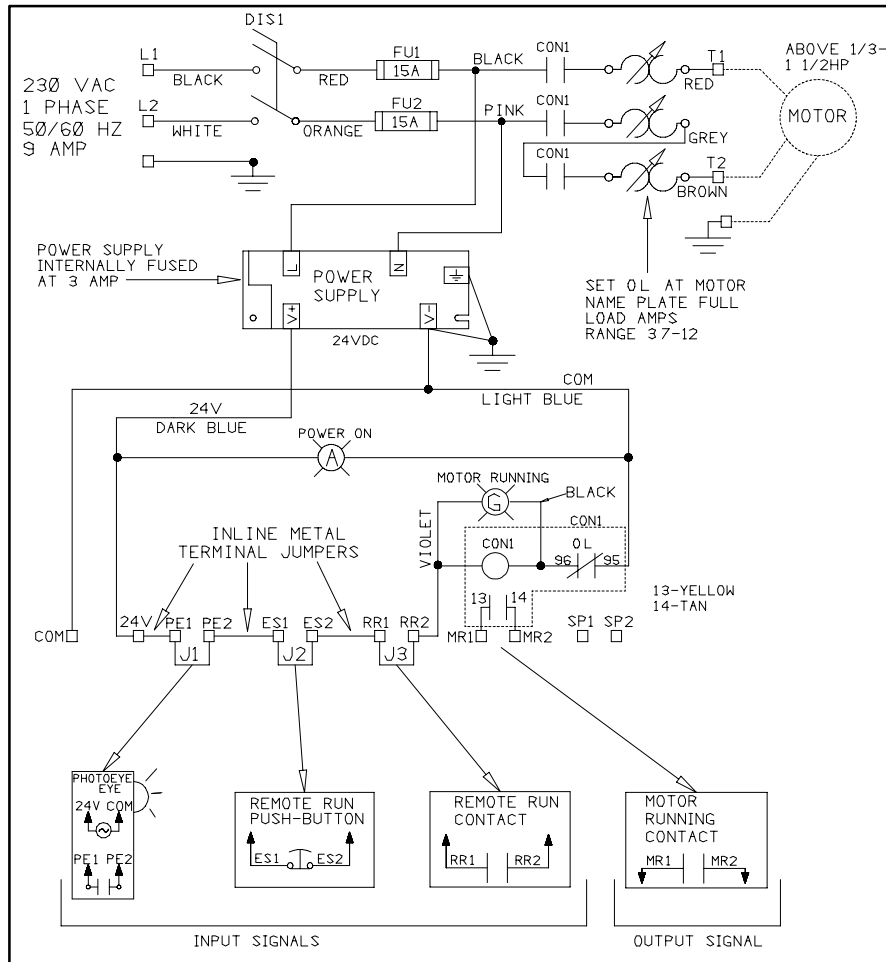 DIS1
L1
BLACK
RED
FU1
15A
BLACK
CON1
RED
T1
ABOVE 1/3-
1 1/2HP
230 VAC
1 PHASE
50/60 HZ
9 AMP
L2
WHITE
ORANGE
FU2
15A
PINK
CON1
GREY
MOTOR
CON1
BROWN
T2
POWER SUPPLY
INTERNALLY FUSED
AT 3 AMP
L
N
POWER
SUPPLY
V+
V-
24VDC
SET OL AT MOTOR
NAME PLATE FULL
LOAD AMPS
RANGE 37-12
COM
LIGHT BLUE
24V
DARK BLUE
POWER ON
A
MOTOR RUNNING
G
BLACK
VIOLET
CON1
INLINE METAL
TERMINAL JUMPERS
CON1
OL
96
95
13
14
13-YELLOW
14-TAN
COM
24V
PE1
PE2
ES1
ES2
RR1
RR2
MR1
MR2
SP1
SP2
J1
J2
J3
PHOTOEYE
EYE
24V COM
PE1 PE2
REMOTE RUN
PUSH-BUTTON
ES1
ES2
REMOTE RUN
CONTACT
RR1
RR2
MOTOR
RUNNING
CONTACT
MR1
MR2
INPUT SIGNALS
OUTPUT SIGNAL